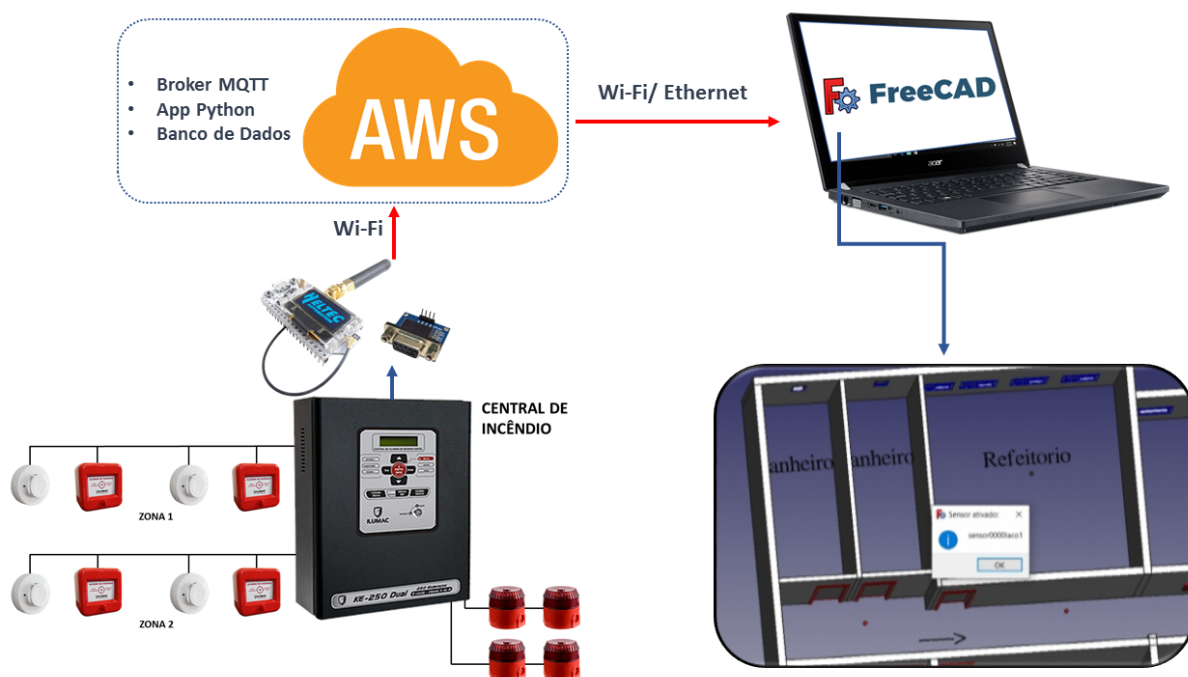 Broker MQTT
App Python
Banco de Dados
AWS
Wi-Fi/ Ethernet
FreeCAD
acer
Wi-Fi
HELTEC
CENTRAL DE
INCÊNDIO
ILUMAC
KE-250 Dual
ZONA 1
ZONA 2
anheiro
anheiro
Refeitorio
Sensor ativado:
sensor0000laco1
OK